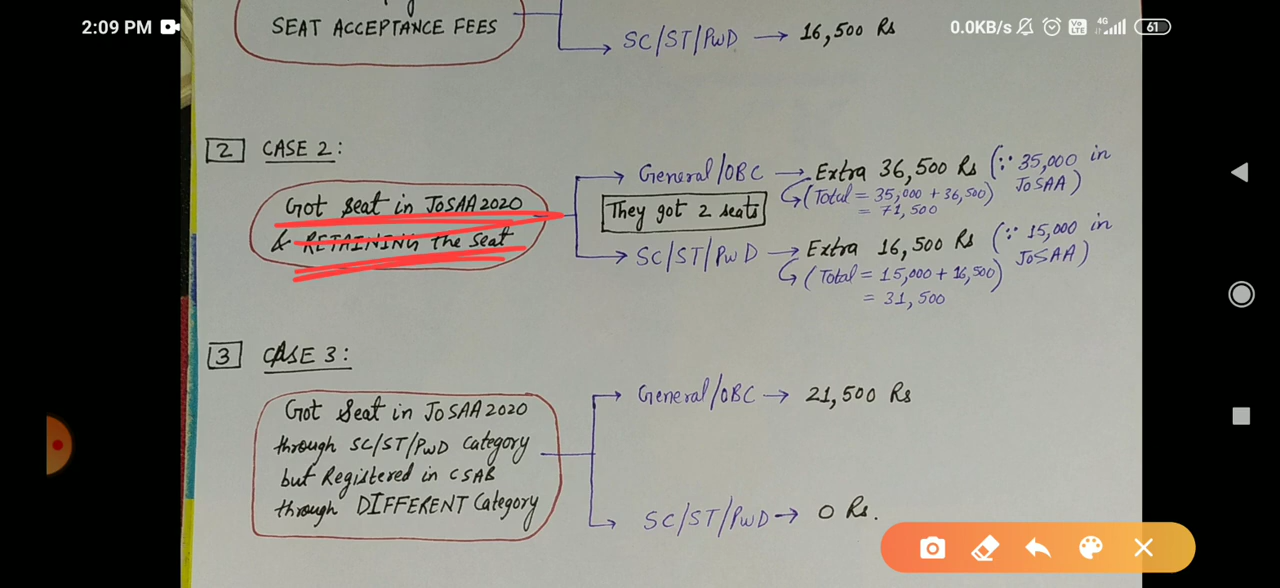 2:09 PM
0.0KB/s
Vo
LTE
4G
61
SEAT ACCEPTANCE FEES
SC/ST/PwD → 16,500 Rs
2 CASE 2:
Got seat in JoSAA 2020
& RETAINING the seat
General/OBC → Extra 36,500 Rs (∵ 35,000 in
JoSAA)
(Total = 35,000 + 36,500)
= 71,500
They got 2 seats
SC/ST/PwD → Extra 16,500 Rs (∵ 15,000 in
JoSAA)
(Total = 15,000 + 16,500)
= 31,500
3 CASE 3:
Got Seat in JoSAA 2020
through SC/ST/PwD Category
but Registered in CSAB
through DIFFERENT Category
General/OBC → 21,500 Rs
SC/ST/PwD → 0 Rs.